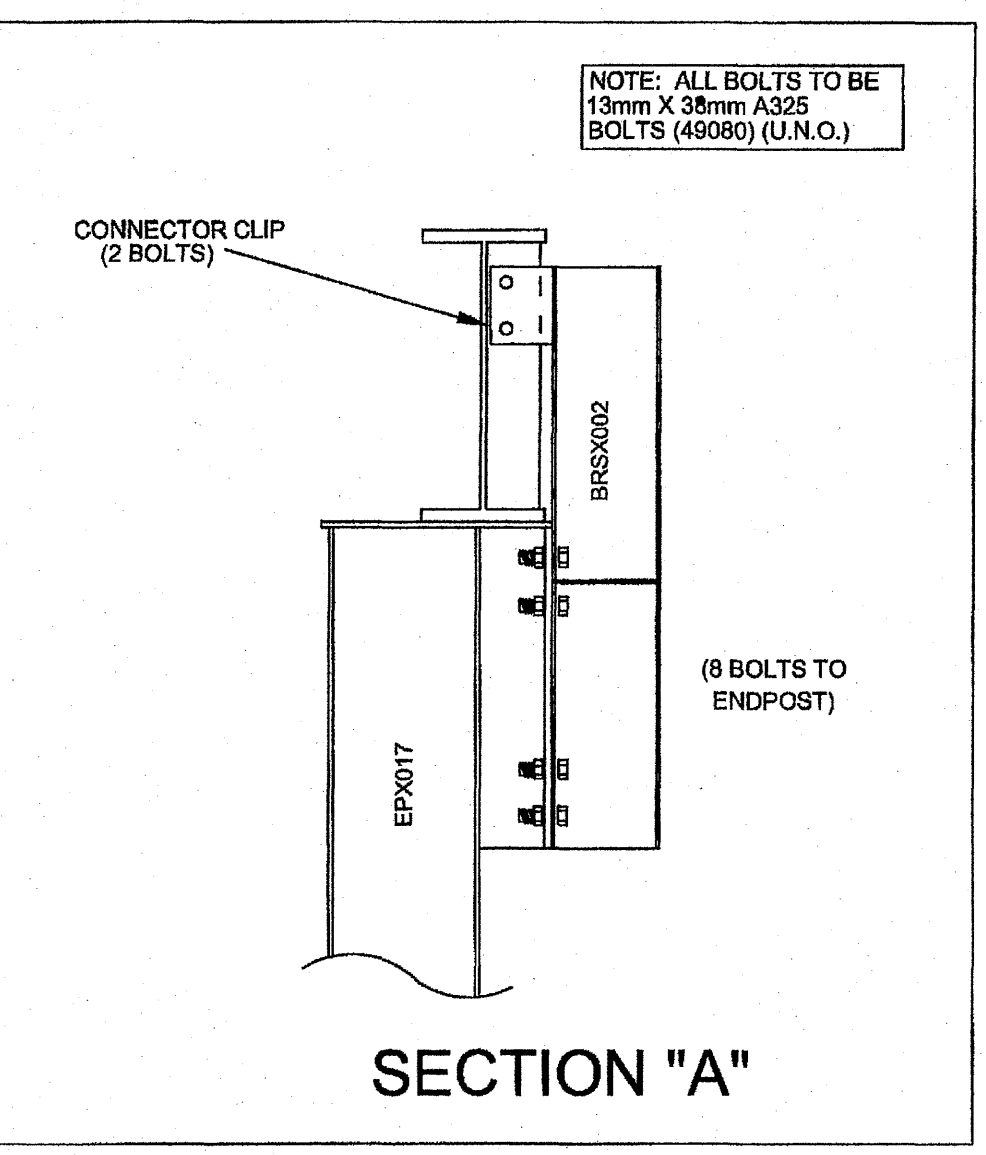 NOTE: ALL BOLTS TO BE
13mm X 38mm A325
BOLTS (49080) (U.N.O.)
CONNECTOR CLIP
(2 BOLTS)
BRSX002
(8 BOLTS TO
ENDPOST)
EPX017
SECTION "A"